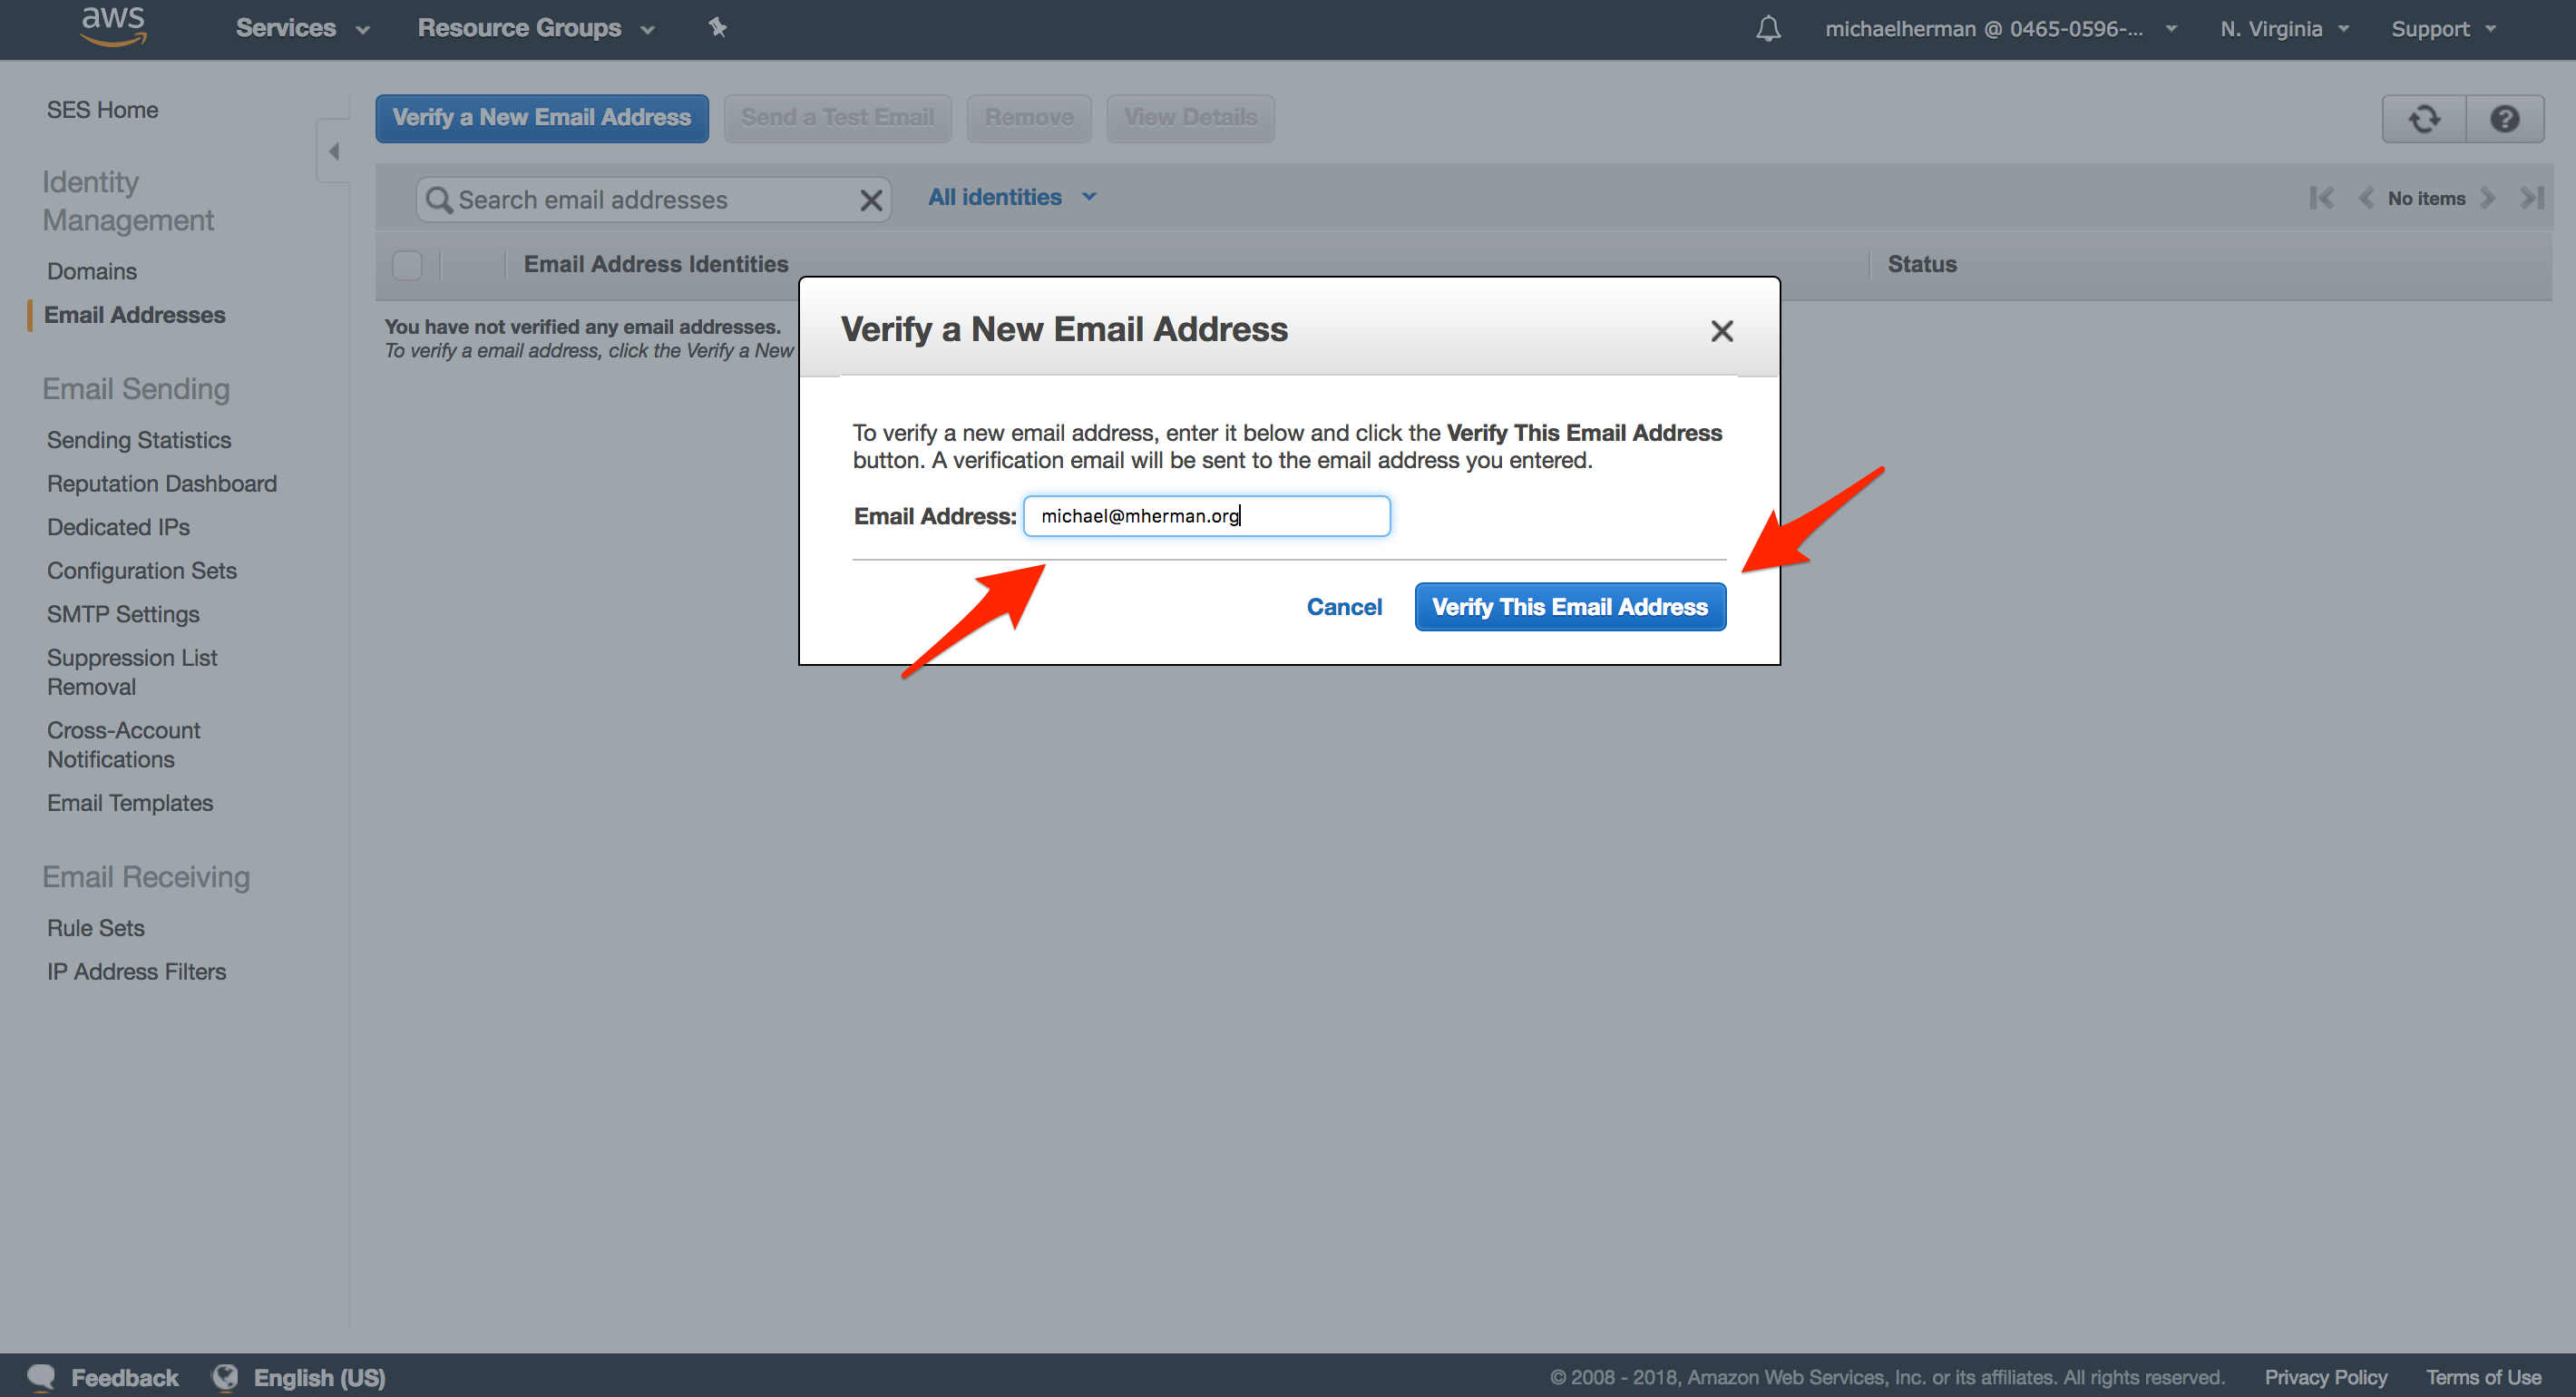 aws
Services
Resource Groups
michaelherman @ 0465-0596-...
N. Virginia
Support
SES Home
Identity
Management
Domains
Email Addresses
Email Sending
Sending Statistics
Reputation Dashboard
Dedicated IPs
Configuration Sets
SMTP Settings
Suppression List
Removal
Cross-Account
Notifications
Email Templates
Email Receiving
Rule Sets
IP Address Filters
Verify a New Email Address
Send a Test Email
Remove
View Details
Search email addresses
All identities
No items
Email Address Identities
Status
You have not verified any email addresses.
To verify a email address, click the Verify a New
Verify a New Email Address
To verify a new email address, enter it below and click the Verify This Email Address
button. A verification email will be sent to the email address you entered.
Email Address: michael@mherman.org
Cancel
Verify This Email Address
Feedback
English (US)
© 2008 - 2018, Amazon Web Services, Inc. or its affiliates. All rights reserved.
Privacy Policy
Terms of Use